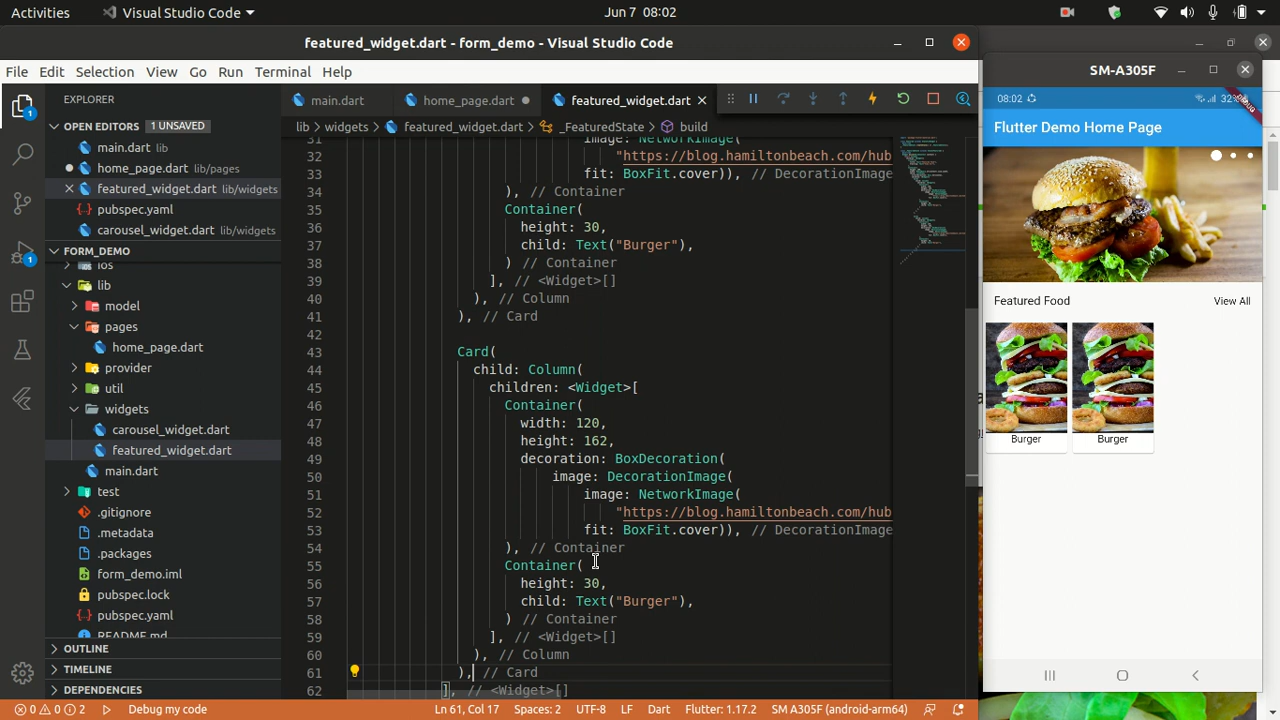 Activities
Visual Studio Code
Jun 7 08:02
featured_widget.dart - form_demo - Visual Studio Code
File Edit Selection View Go Run Terminal Help
EXPLORER
OPEN EDITORS 1 UNSAVED
main.dart lib
home_page.dart lib/pages
featured_widget.dart lib/widgets
pubspec.yaml
carousel_widget.dart lib/widgets
FORM_DEMO
ios
lib
model
pages
home_page.dart
provider
util
widgets
carousel_widget.dart
featured_widget.dart
main.dart
test
.gitignore
.metadata
.packages
form_demo.iml
pubspec.lock
pubspec.yaml
README.md
OUTLINE
TIMELINE
DEPENDENCIES
1
1
main.dart
home_page.dart
featured_widget.dart
lib > widgets > featured_widget.dart > _FeaturedState > build
31 image: NetworkImage(
32 "https://blog.hamiltonbeach.com/hub
33 fit: BoxFit.cover)), // DecorationImage
34 ), // Container
35 Container(
36 height: 30,
37 child: Text("Burger"),
38 ) // Container
39 ], // <Widget>[]
40 ), // Column
41 ), // Card
42
43 Card(
44 child: Column(
45 children: <Widget>[
46 Container(
47 width: 120,
48 height: 162,
49 decoration: BoxDecoration(
50 image: DecorationImage(
51 image: NetworkImage(
52 "https://blog.hamiltonbeach.com/hub
53 fit: BoxFit.cover)), // DecorationImage
54 ), // Container
55 Container(
56 height: 30,
57 child: Text("Burger"),
58 ) // Container
59 ], // <Widget>[]
60 ), // Column
61 ), // Card
62 ], // <Widget>[]
0 0 2 Debug my code
Ln 61, Col 17 Spaces: 2 UTF-8 LF Dart Flutter: 1.17.2 SM A305F (android-arm64)
SM-A305F
08:02
32%
DEBUG
Flutter Demo Home Page
Featured Food
View All
Burger
Burger